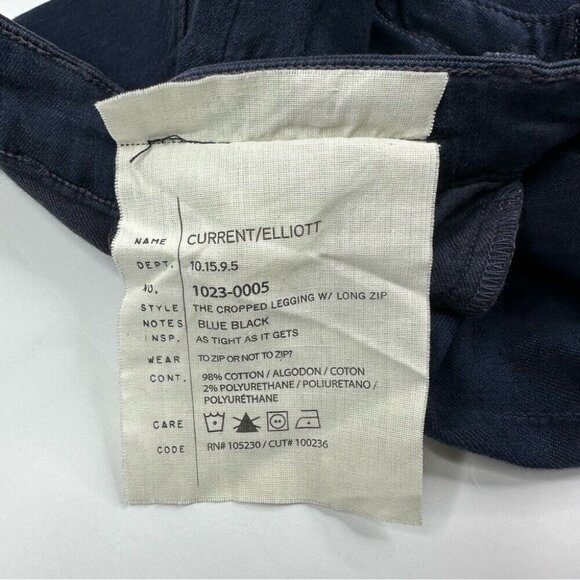 NAME CURRENT/ELLIOTT
DEPT. 10.15.9.5
NO. 1023-0005
STYLE THE CROPPED LEGGING W/ LONG ZIP
NOTES BLUE BLACK
INSP. AS TIGHT AS IT GETS
WEAR TO ZIP OR NOT TO ZIP?
CONT. 98% COTTON / ALGODON / COTON
2% POLYURETHANE / POLIURETANO /
POLYURÉTHANE
CARE
CODE RN# 105230 / CUT# 100236